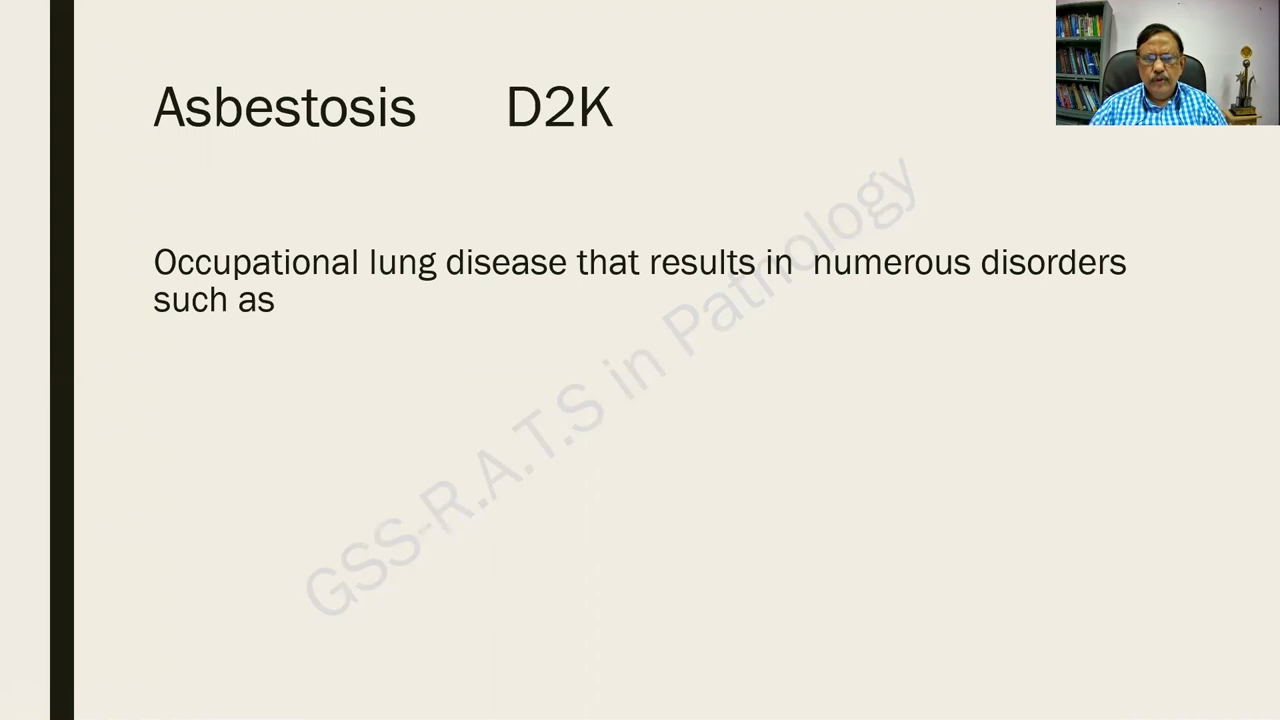 Asbestosis D2K
Occupational lung disease that results in numerous disorders
such as
GSS-R.A.T.S in Pathology